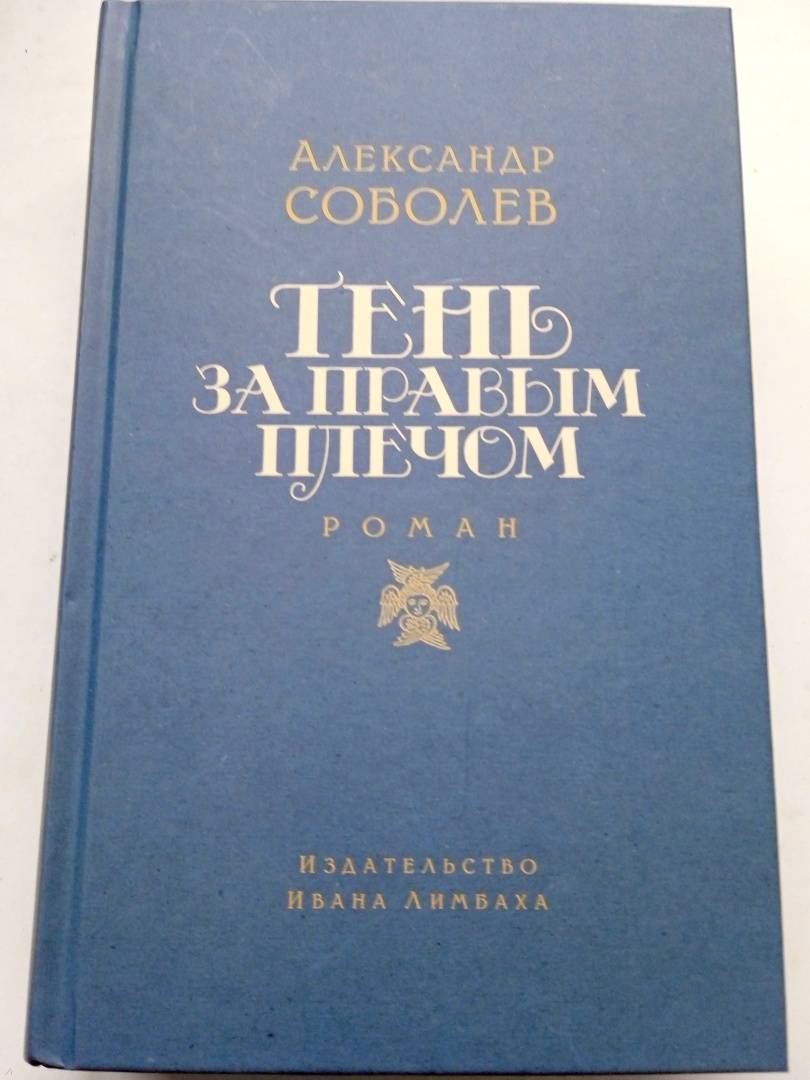 Александр
СОБОЛЕВ
ТЕНЬ
ЗА ПРАВЫМ
ПЛЕЧОМ
РОМАН
Издательство
Ивана Лимбаха